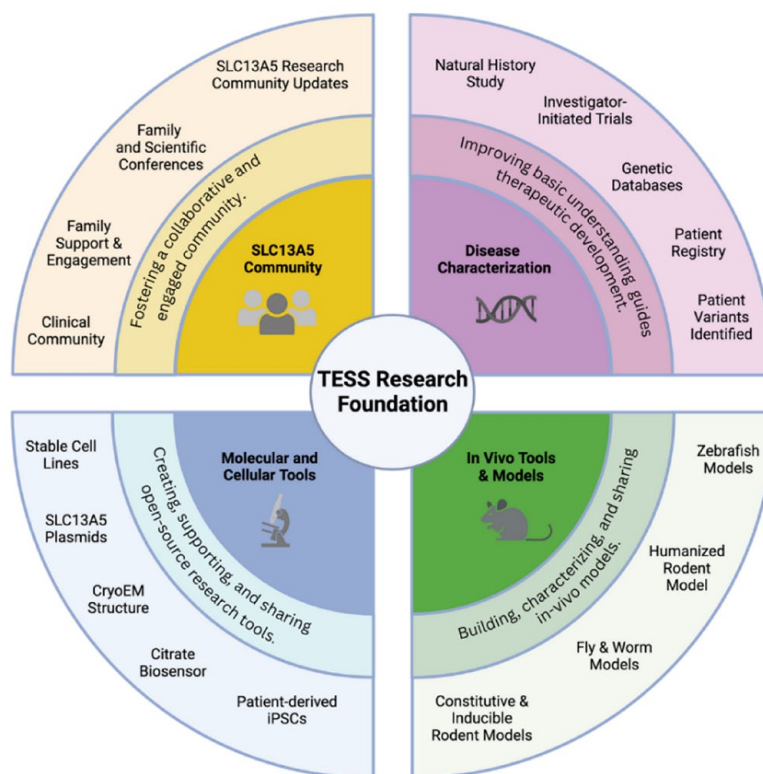 SLC13A5 Research
Community Updates
Family
and Scientific
Conferences
Family
Support &
Engagement
Clinical
Community
Fostering a collaborative and
engaged community.
SLC13A5
Community
Natural History
Study
Investigator-
Initiated Trials
Genetic
Databases
Patient
Registry
Patient
Variants
Identified
Improving basic understanding guides
therapeutic development.
Disease
Characterization
TESS Research
Foundation
Stable Cell
Lines
SLC13A5
Plasmids
CryoEM
Structure
Citrate
Biosensor
Patient-derived
iPSCs
Creating, supporting, and sharing
open-source research tools.
Molecular and
Cellular Tools
In Vivo Tools
& Models
Building, characterizing, and sharing
in-vivo models.
Zebrafish
Models
Humanized
Rodent
Model
Fly & Worm
Models
Constitutive &
Inducible
Rodent Models